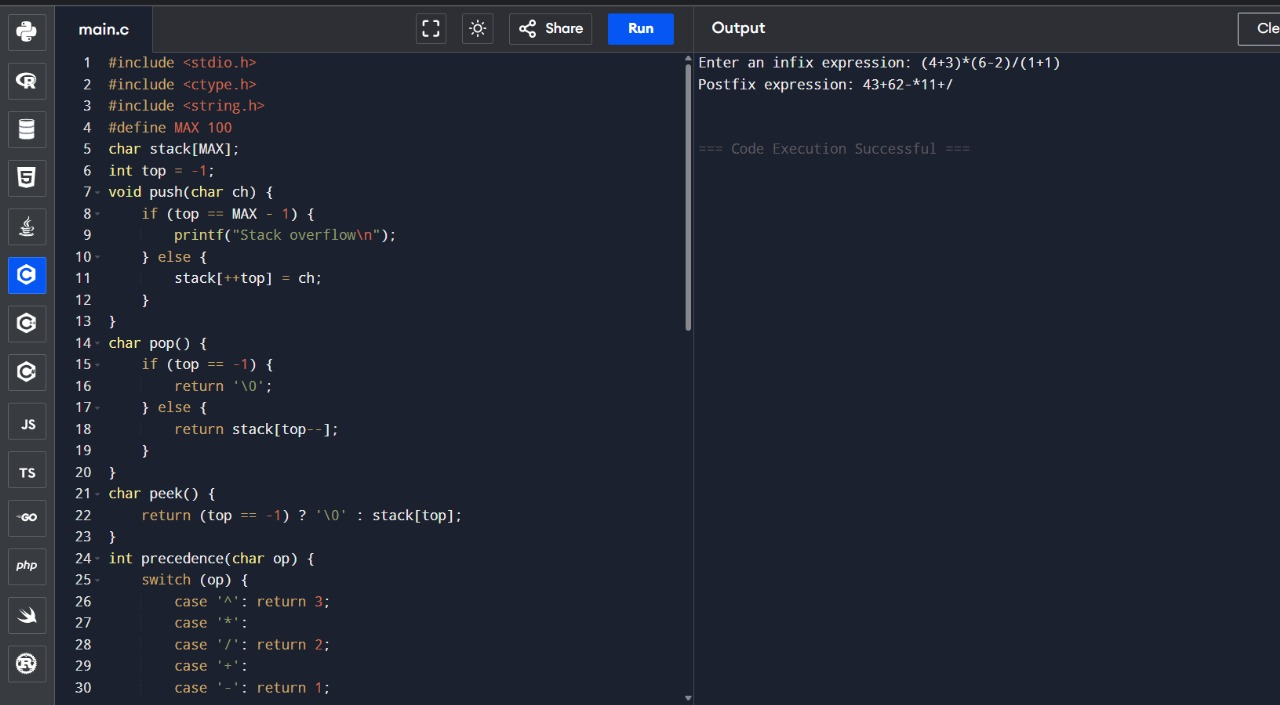 main.c
Share
Run
Output
Cle
1 #include <stdio.h>
2 #include <ctype.h>
3 #include <string.h>
4 #define MAX 100
5 char stack[MAX];
6 int top = -1;
7 void push(char ch) {
8     if (top == MAX - 1) {
9         printf("Stack overflow\n");
10     } else {
11         stack[++top] = ch;
12     }
13 }
14 char pop() {
15     if (top == -1) {
16         return '\0';
17     } else {
18         return stack[top--];
19     }
20 }
21 char peek() {
22     return (top == -1) ? '\0' : stack[top];
23 }
24 int precedence(char op) {
25     switch (op) {
26         case '^': return 3;
27         case '*':
28         case '/': return 2;
29         case '+':
30         case '-': return 1;
Enter an infix expression: (4+3)*(6-2)/(1+1)
Postfix expression: 43+62-*11+/
=== Code Execution Successful ===
R
5
C
C
C
JS
TS
GO
php
R